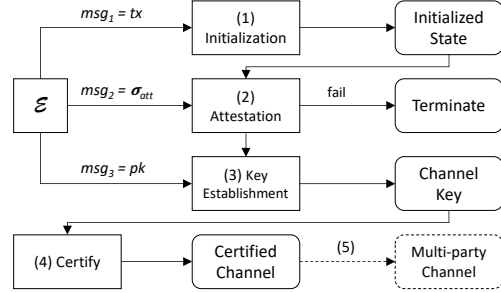 msg₁ = tx
(1)
Initialization
Initialized
State
ℰ
msg₂ = σatt
(2)
Attestation
fail
Terminate
msg₃ = pk
(3) Key
Establishment
Channel
Key
(4) Certify
Certified
Channel
(5)
Multi-party
Channel